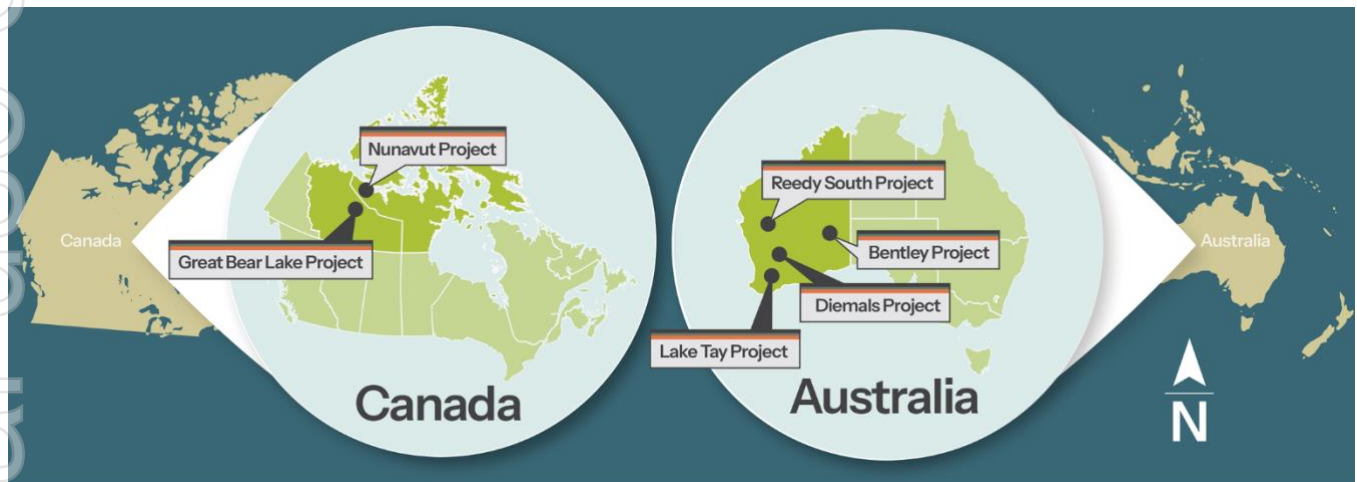 Canada
Nunavut Project
Great Bear Lake Project
Canada
Reedy South Project
Bentley Project
Diemals Project
Lake Tay Project
Australia
Australia
N